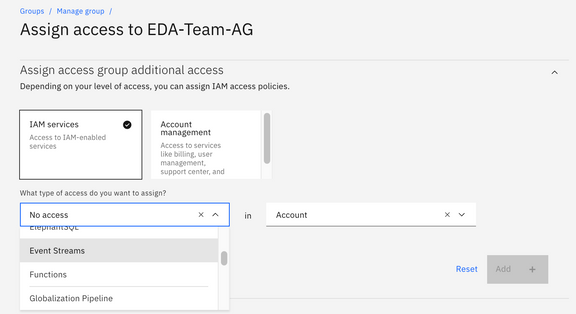 Groups / Manage group /
Assign access to EDA-Team-AG
Assign access group additional access
Depending on your level of access, you can assign IAM access policies.
IAM services
Access to IAM-enabled
services
Account
management
Access to services
like billing, user
management,
support center, and
What type of access do you want to assign?
No access
in
Account
ElephantSQL
Event Streams
Functions
Globalization Pipeline
Reset
Add +